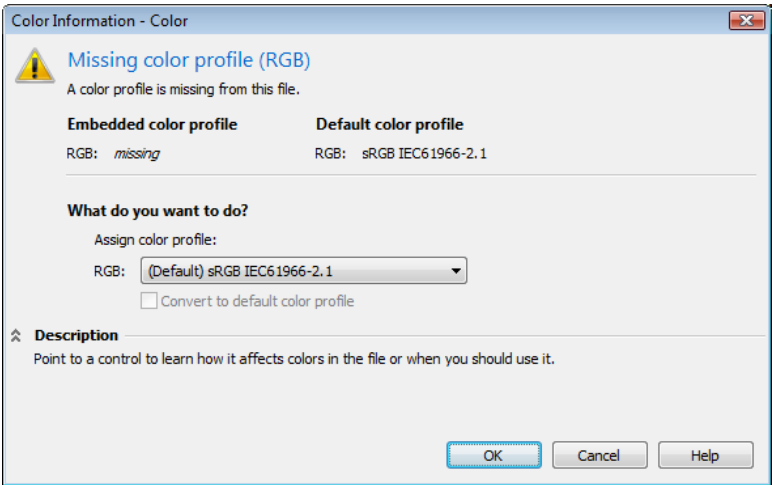 Color Information - Color
Missing color profile (RGB)
A color profile is missing from this file.
Embedded color profile Default color profile
RGB: missing RGB: sRGB IEC61966-2.1
What do you want to do?
Assign color profile:
RGB: (Default) sRGB IEC61966-2.1
Convert to default color profile
Description
Point to a control to learn how it affects colors in the file or when you should use it.
OK Cancel Help